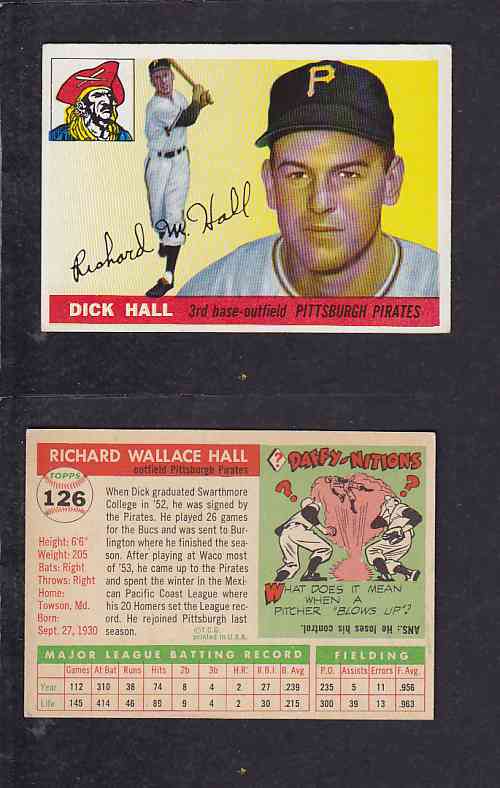 P
Richard W. Hall
DICK HALL 3rd base-outfield PITTSBURGH PIRATES
RICHARD WALLACE HALL
outfield Pittsburgh Pirates
TOPPS
126
Height: 6'6"
Weight: 205
Bats: Right
Throws: Right
Home:
Towson, Md.
Born:
Sept. 27, 1930
When Dick graduated Swarthmore
College in '52, he was signed by
the Pirates. He played 26 games
for the Bucs and was sent to Bur-
lington where he finished the sea-
son. After playing at Waco most
of '53, he came up to the Pirates
and spent the winter in the Mexi-
can Pacific Coast League where
his 20 Homers set the League rec-
ord. He rejoined Pittsburgh last
season.
©T.C.G.
printed in U.S.A.
? DAFFY-NITIONS
? ?
WHAT DOES IT MEAN
WHEN A
PITCHER "BLOWS UP"?
ANS.: He loses his control.
MAJOR LEAGUE BATTING RECORD FIELDING
Games At Bat Runs Hits 2b 3b H.R. R.B.I. B. Avg P.O. Assists Errors F. Avg.
Year 112 310 38 74 8 4 2 27 .239 235 5 11 .956
Life 145 414 46 89 8 4 2 30 .215 300 39 13 .963